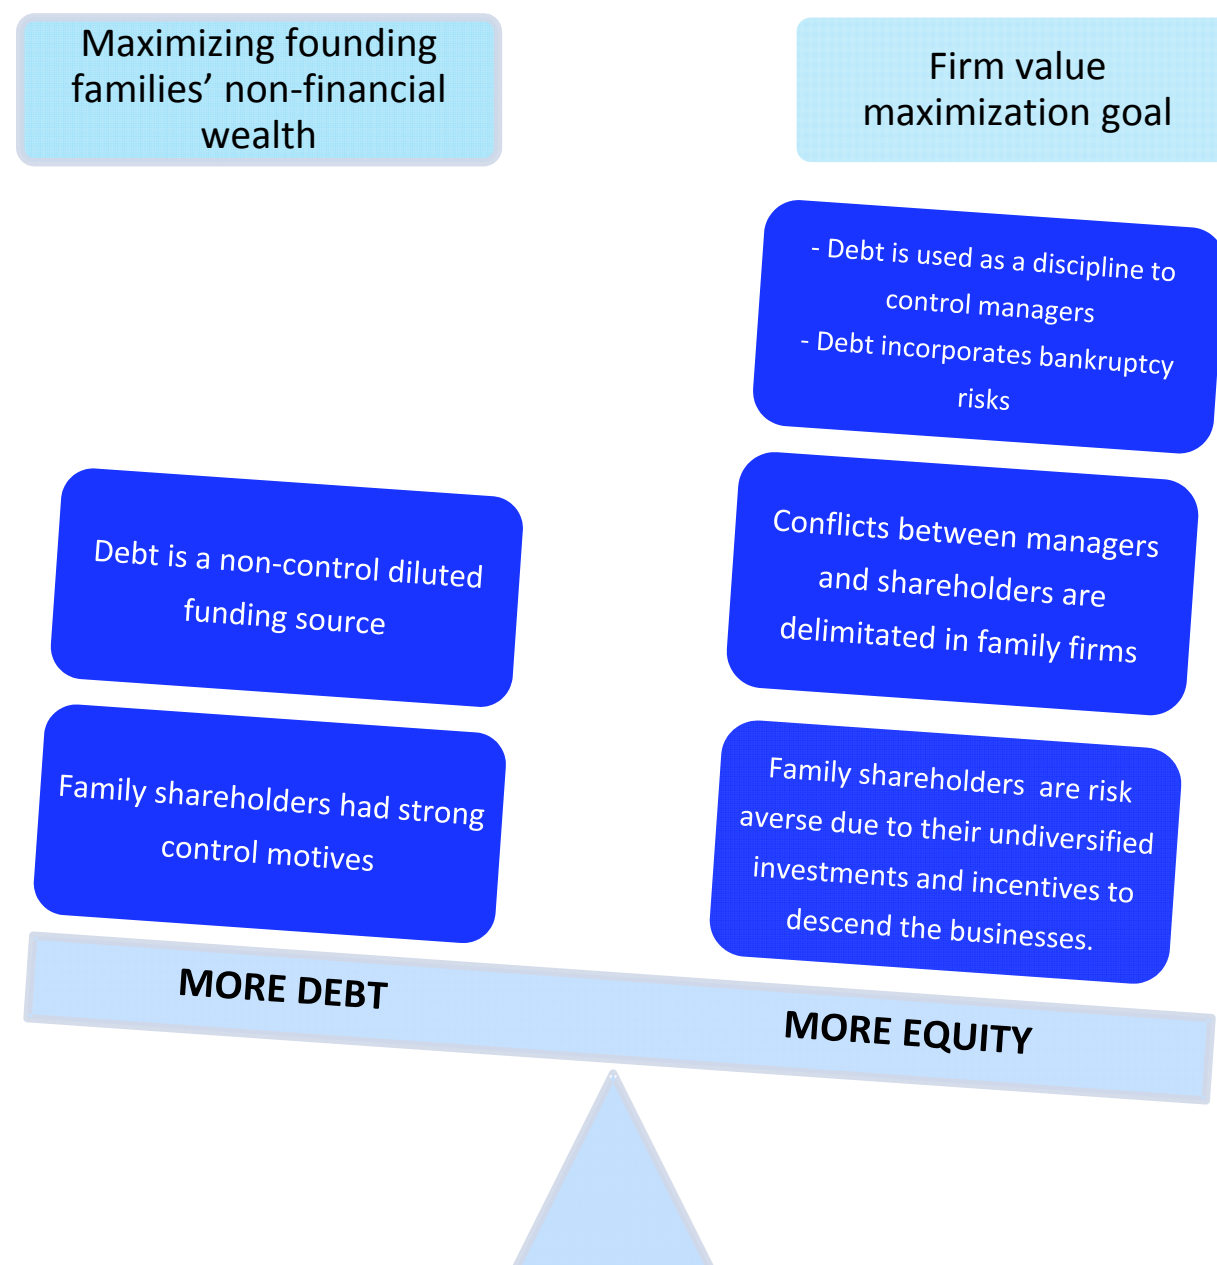 Maximizing founding
families’ non-financial
wealth
Firm value
maximization goal
- Debt is used as a discipline to
control managers
- Debt incorporates bankruptcy
risks
Debt is a non-control diluted
funding source
Conflicts between managers
and shareholders are
delimitated in family firms
Family shareholders had strong
control motives
Family shareholders  are risk
averse due to their undiversified
investments and incentives to
descend the businesses.
MORE DEBT
MORE EQUITY